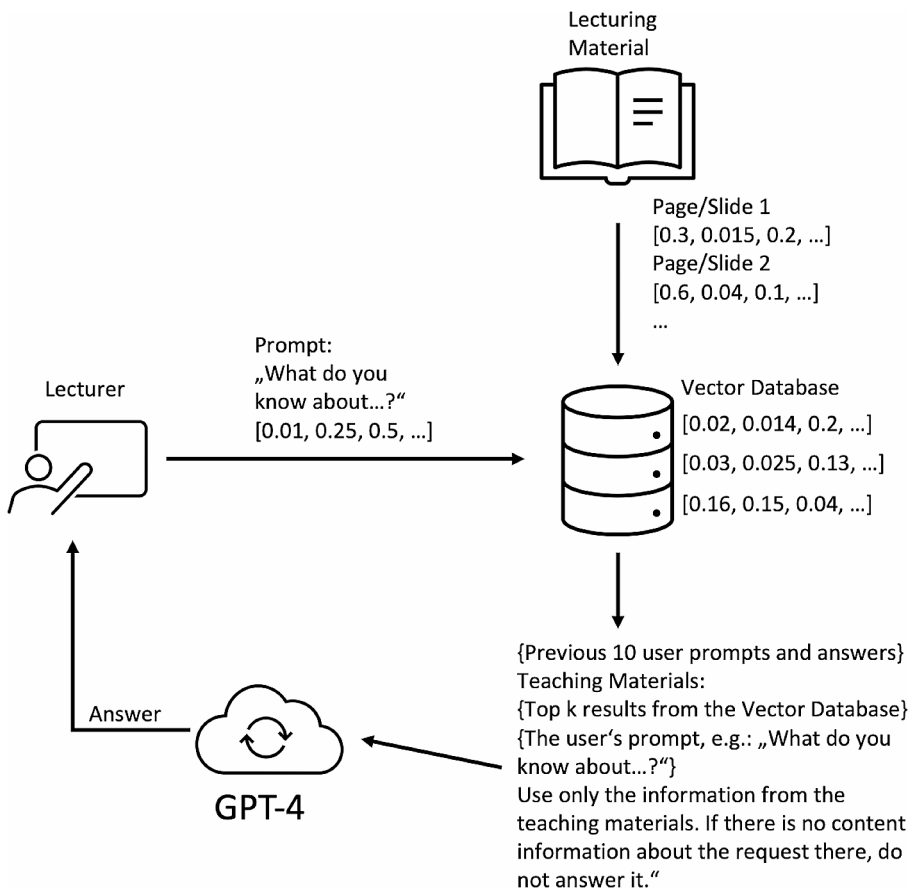 Lecturing
Material
Page/Slide 1
[0.3, 0.015, 0.2, ...]
Page/Slide 2
[0.6, 0.04, 0.1, ...]
...
Prompt:
„What do you
know about...?“
[0.01, 0.25, 0.5, ...]
Lecturer
Vector Database
[0.02, 0.014, 0.2, ...]
[0.03, 0.025, 0.13, ...]
[0.16, 0.15, 0.04, ...]
{Previous 10 user prompts and answers}
Teaching Materials:
{Top k results from the Vector Database}
{The user‘s prompt, e.g.: „What do you
know about...?“}
Use only the information from the
teaching materials. If there is no content
information about the request there, do
not answer it.“
Answer
GPT-4